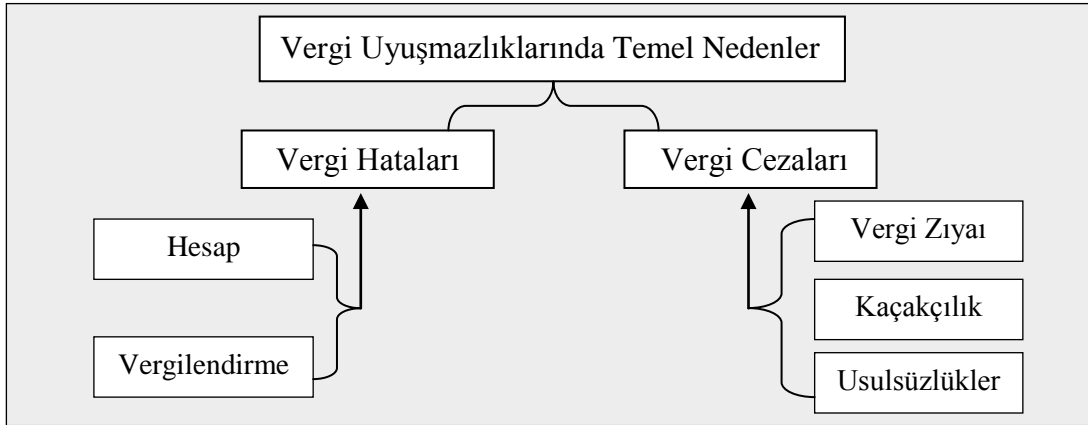 Vergi Uyuşmazlıklarında Temel Nedenler
Vergi Hataları
Vergi Cezaları
Hesap
Vergilendirme
Vergi Zıyaı
Kaçakçılık
Usulsüzlükler